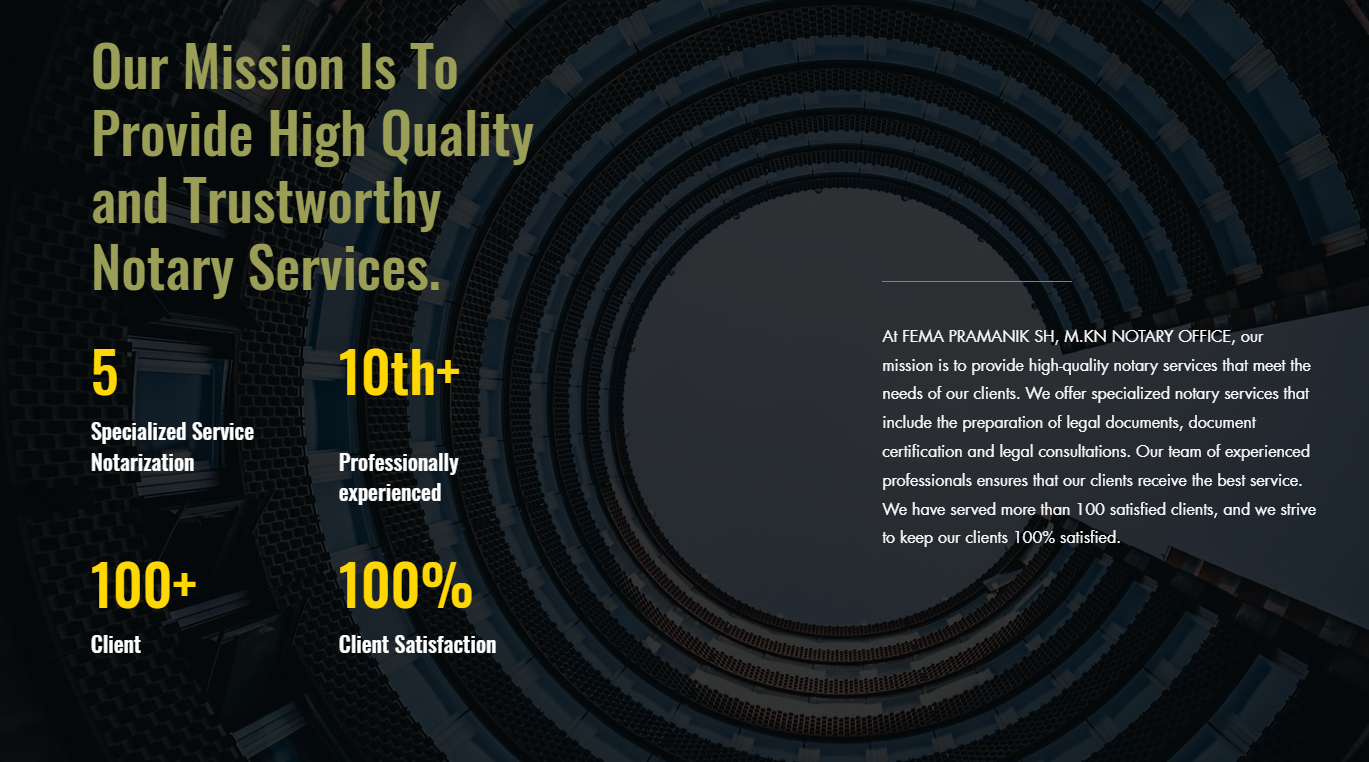 Our Mission Is To
Provide High Quality
and Trustworthy
Notary Services.
5
Specialized Service
Notarization
10th+
Professionally
experienced
100+
Client
100%
Client Satisfaction
At FEMA PRAMANIK SH, M.KN NOTARY OFFICE, our
mission is to provide high-quality notary services that meet the
needs of our clients. We offer specialized notary services that
include the preparation of legal documents, document
certification and legal consultations. Our team of experienced
professionals ensures that our clients receive the best service.
We have served more than 100 satisfied clients, and we strive
to keep our clients 100% satisfied.